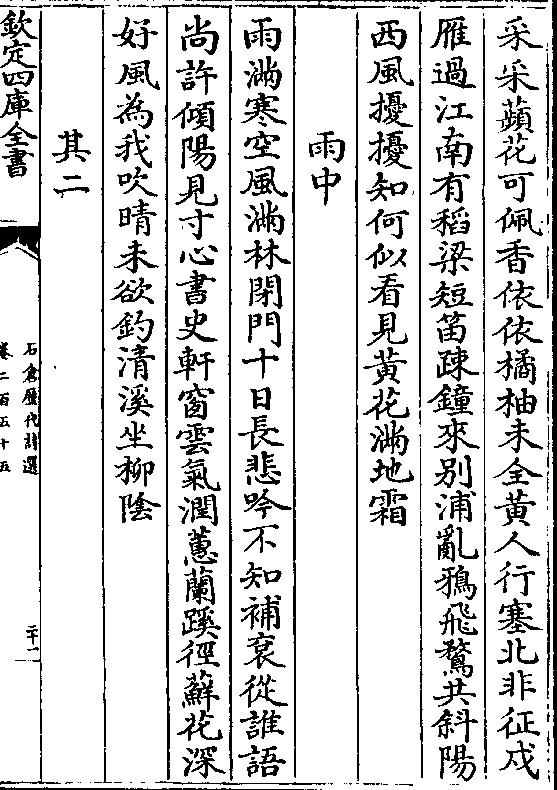 采采蘋花可佩香依依橘柚未全黄人行塞北非征戍
雁過江南有稻粱短笛疎鐘來别浦亂鴉飛鶩共斜陽
西風擾擾知何似看見黄花滿地霜
雨中
雨滿寒空風滿林閉門十日長悲吟不知補衮從誰語
尚許傾陽見寸心書史軒窗雲氣潤蕙蘭蹊徑蘚花深
好風為我吹晴未欲釣清溪坐柳陰
其二
欽定四庫全書
石倉歷代詩選
卷二百五十五
二十一